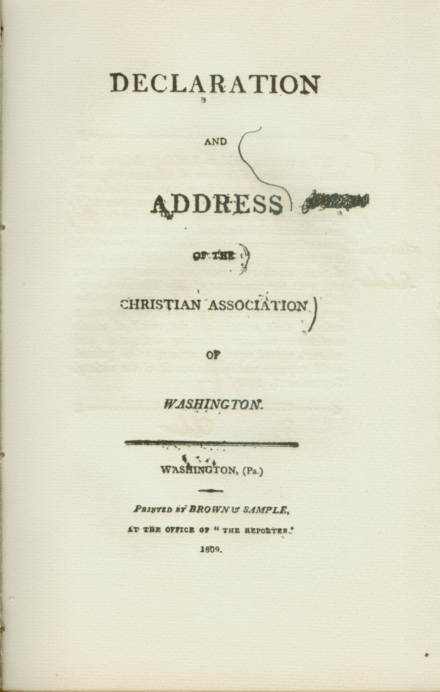 DECLARATION
AND
ADDRESS
OF THE
CHRISTIAN ASSOCIATION
OF
WASHINGTON.
WASHINGTON, (Pa.)
PRINTED BY BROWN & SAMPLE,
AT THE OFFICE OF "THE REPORTER."
1809.